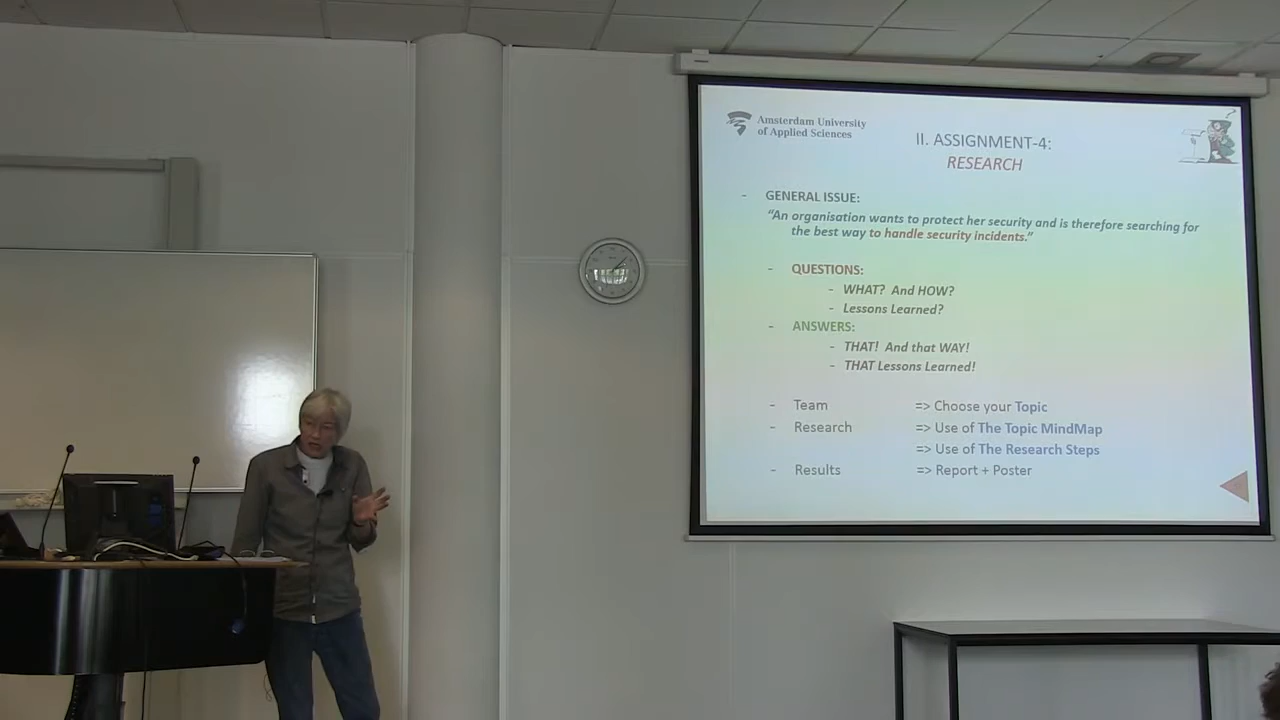 Amsterdam University
of Applied Sciences
II. ASSIGNMENT-4:
RESEARCH
- GENERAL ISSUE:
"An organisation wants to protect her security and is therefore searching for
the best way to handle security incidents."
- QUESTIONS:
- WHAT? And HOW?
- Lessons Learned?
- ANSWERS:
- THAT! And that WAY!
- THAT Lessons Learned!
- Team => Choose your Topic
- Research => Use of The Topic MindMap
=> Use of The Research Steps
- Results => Report + Poster